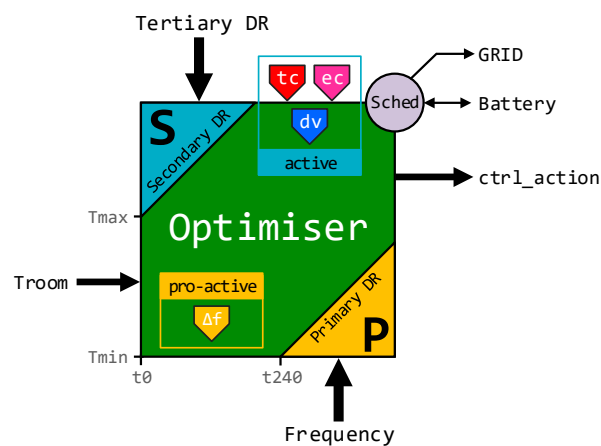 Tertiary DR
GRID
tc
ec
Sched
Battery
S
Secondary DR
dv
active
ctrl_action
Tmax
Optimiser
Troom
pro-active
Δf
Primary DR
P
Tmin
t0
t240
Frequency